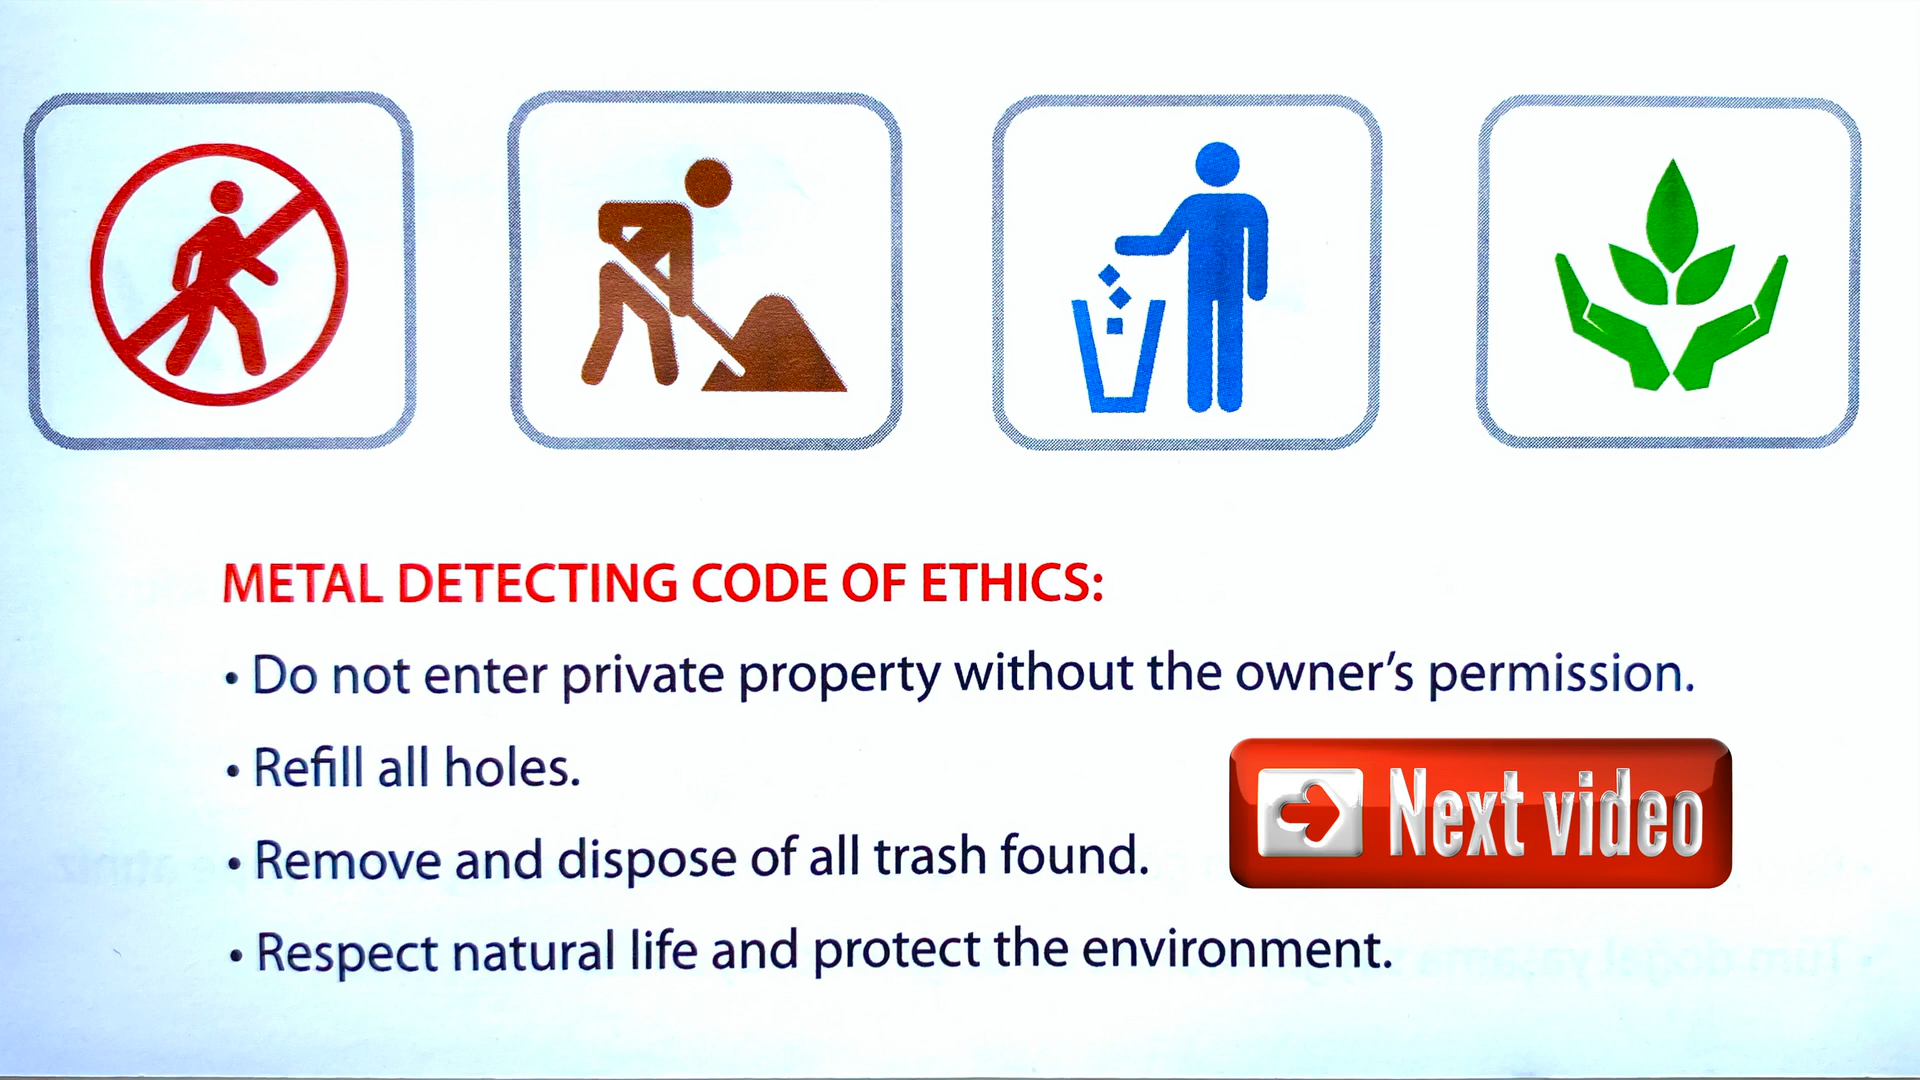 METAL DETECTING CODE OF ETHICS:
• Do not enter private property without the owner's permission.
• Refill all holes.
• Remove and dispose of all trash found.
• Respect natural life and protect the environment.
Next video